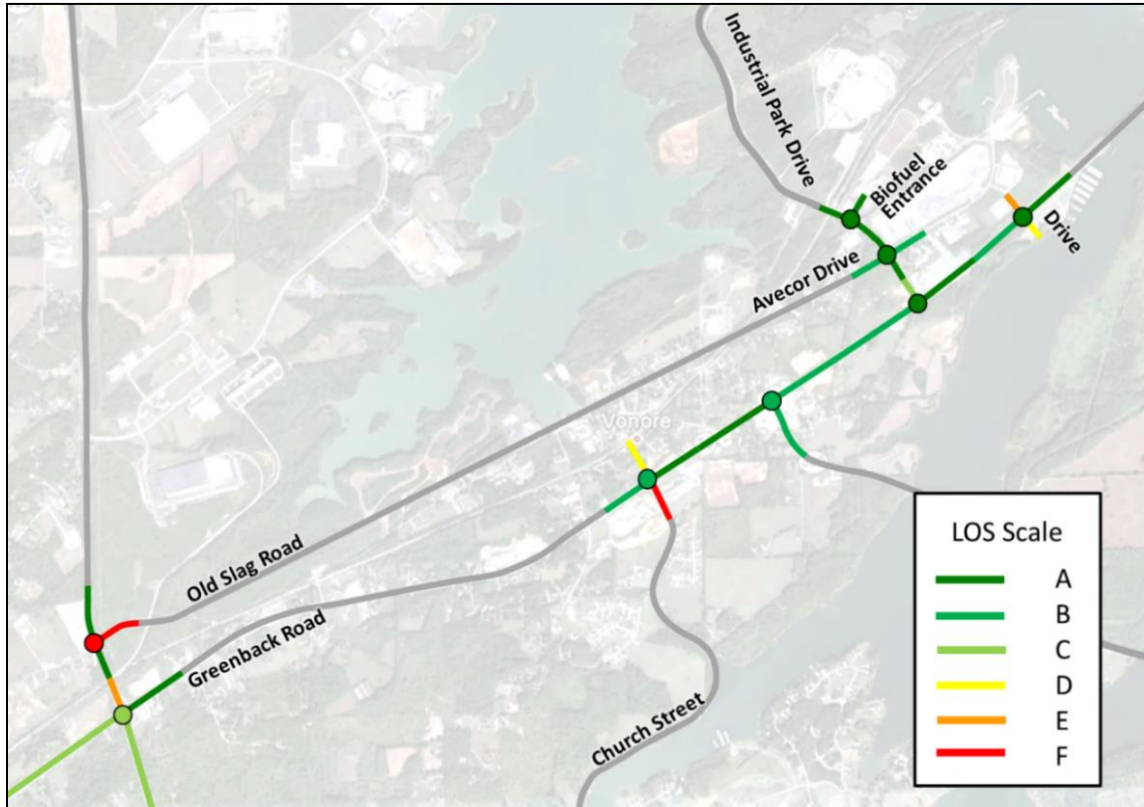 Industrial Park Drive
Biofuel
Entrance
Drive
Avecor Drive
Vonore
Old Slag Road
Greenback Road
Church Street
LOS Scale
A
B
C
D
E
F